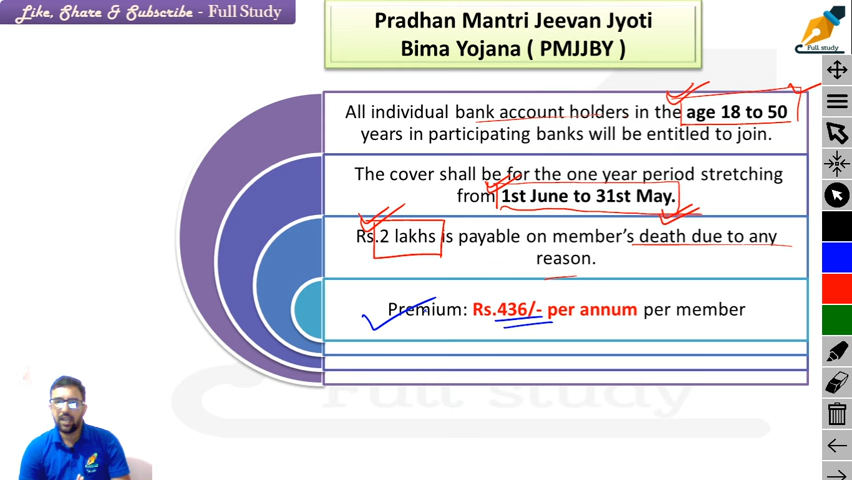 Like, Share & Subscribe - Full Study
Pradhan Mantri Jeevan Jyoti
Bima Yojana ( PMJJBY )
Full study
All individual bank account holders in the age 18 to 50
years in participating banks will be entitled to join.
The cover shall be for the one year period stretching
from 1st June to 31st May.
Rs.2 lakhs is payable on member's death due to any
reason.
Premium: Rs.436/- per annum per member
Full study